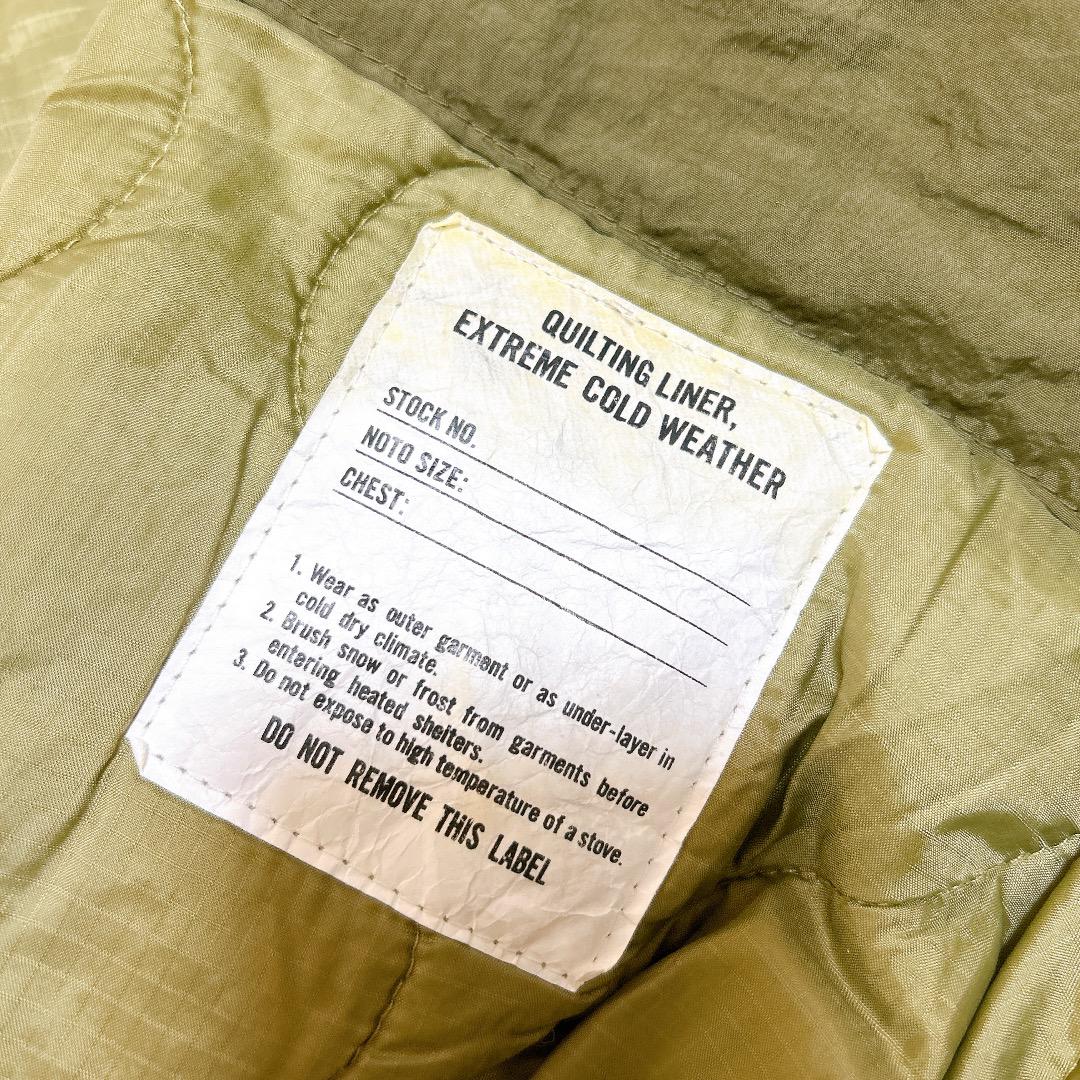 QUILTING LINER,
EXTREME COLD WEATHER
STOCK NO.
NOTO SIZE:
CHEST:
1. Wear as outer garment or as under-layer in
cold dry climate.
2. Brush snow or frost from garments before
entering heated shelters.
3. Do not expose to high temperature of a stove.
DO NOT REMOVE THIS LABEL